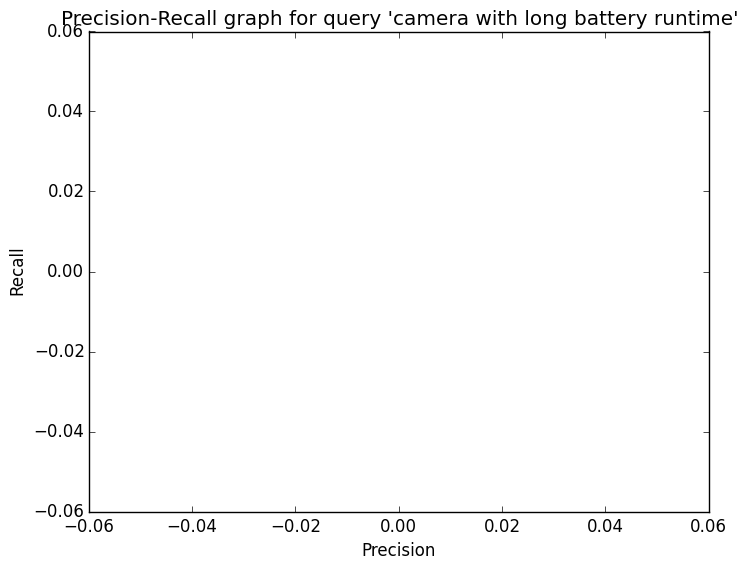 Precision-Recall graph for query 'camera with long battery runtime'
0.06
0.04
0.02
0.00
−0.02
−0.04
−0.06
Recall
−0.06 −0.04 −0.02 0.00 0.02 0.04 0.06
Precision